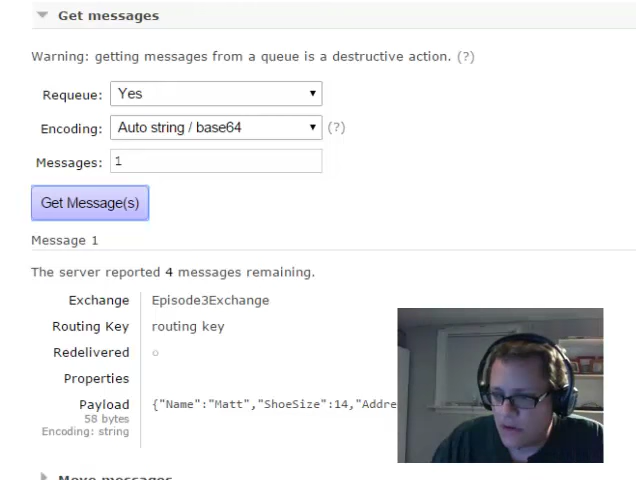 Get messages
Warning: getting messages from a queue is a destructive action. (?)
Requeue: Yes
Encoding: Auto string / base64 (?)
Messages: 1
Get Message(s)
Message 1
The server reported 4 messages remaining.
Exchange Episode3Exchange
Routing Key routing key
Redelivered ○
Properties
Payload {"Name":"Matt","ShoeSize":14,"Addre
58 bytes
Encoding: string
Move messages